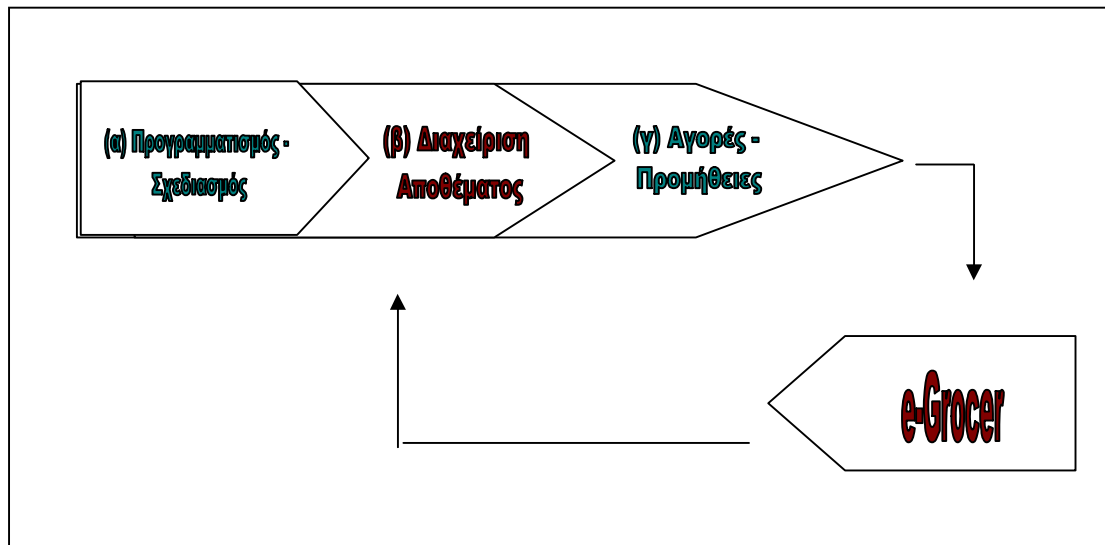 (α) Προγραμματισμός -
Σχεδιασμός
(β) Διαχείριση
Αποθέματος
(γ) Αγορές -
Προμήθειες
e-Grocer